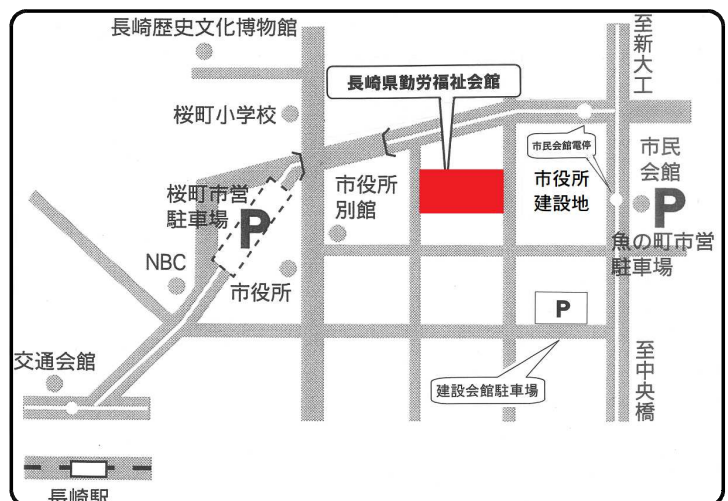 長崎歴史文化博物館
至新大工
長崎県勤労福祉会館
桜町小学校
市民会館電停
市民
会館
P
市役所
別館
市役所
建設地
桜町市営
駐車場
P
魚の町市営
駐車場
NBC
市役所
P
交通会館
建設会館駐車場
至中央橋
長崎駅